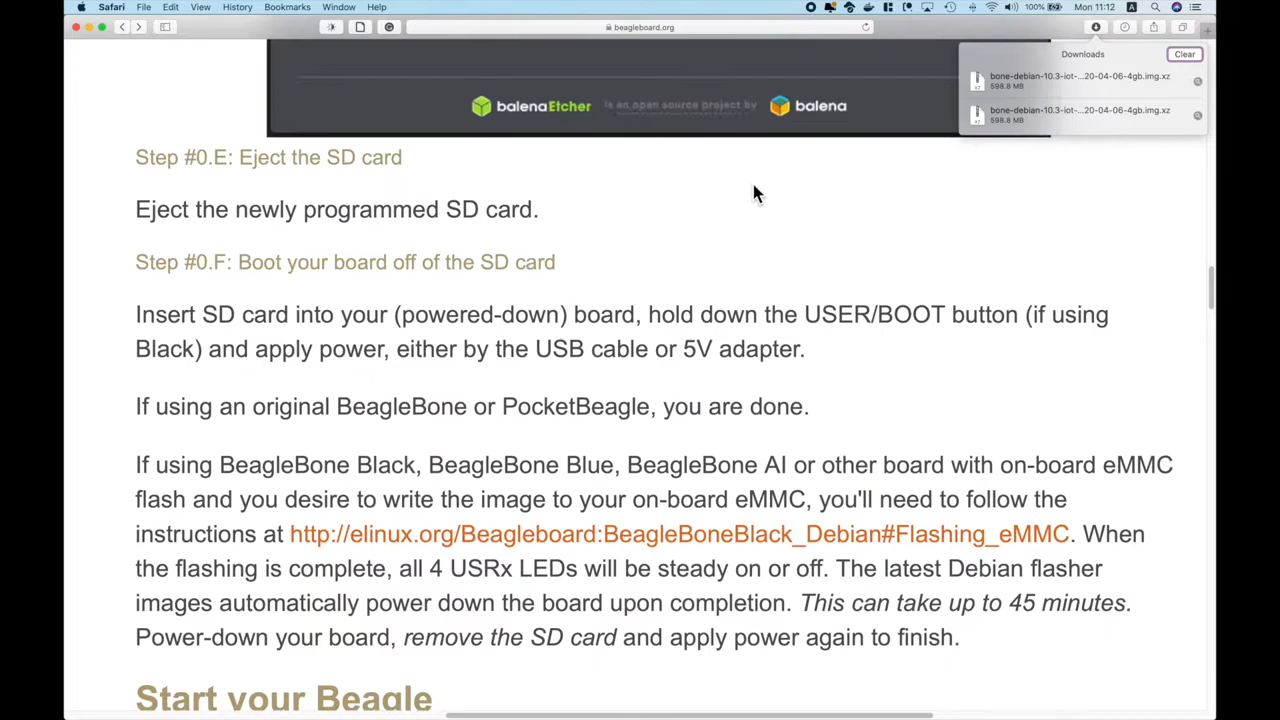 Safari File Edit View History Bookmarks Window Help 100% Mon 11:12 A
beagleboard.org
Downloads Clear
bone-debian-10.3-iot-...20-04-06-4gb.img.xz
598.8 MB
bone-debian-10.3-iot-...20-04-06-4gb.img.xz
598.8 MB
balenaEtcher is an open source project by balena
Step #0.E: Eject the SD card
Eject the newly programmed SD card.
Step #0.F: Boot your board off of the SD card
Insert SD card into your (powered-down) board, hold down the USER/BOOT button (if using
Black) and apply power, either by the USB cable or 5V adapter.
If using an original BeagleBone or PocketBeagle, you are done.
If using BeagleBone Black, BeagleBone Blue, BeagleBone AI or other board with on-board eMMC
flash and you desire to write the image to your on-board eMMC, you'll need to follow the
instructions at http://elinux.org/Beagleboard:BeagleBoneBlack_Debian#Flashing_eMMC. When
the flashing is complete, all 4 USRx LEDs will be steady on or off. The latest Debian flasher
images automatically power down the board upon completion. This can take up to 45 minutes.
Power-down your board, remove the SD card and apply power again to finish.
Start your Beagle